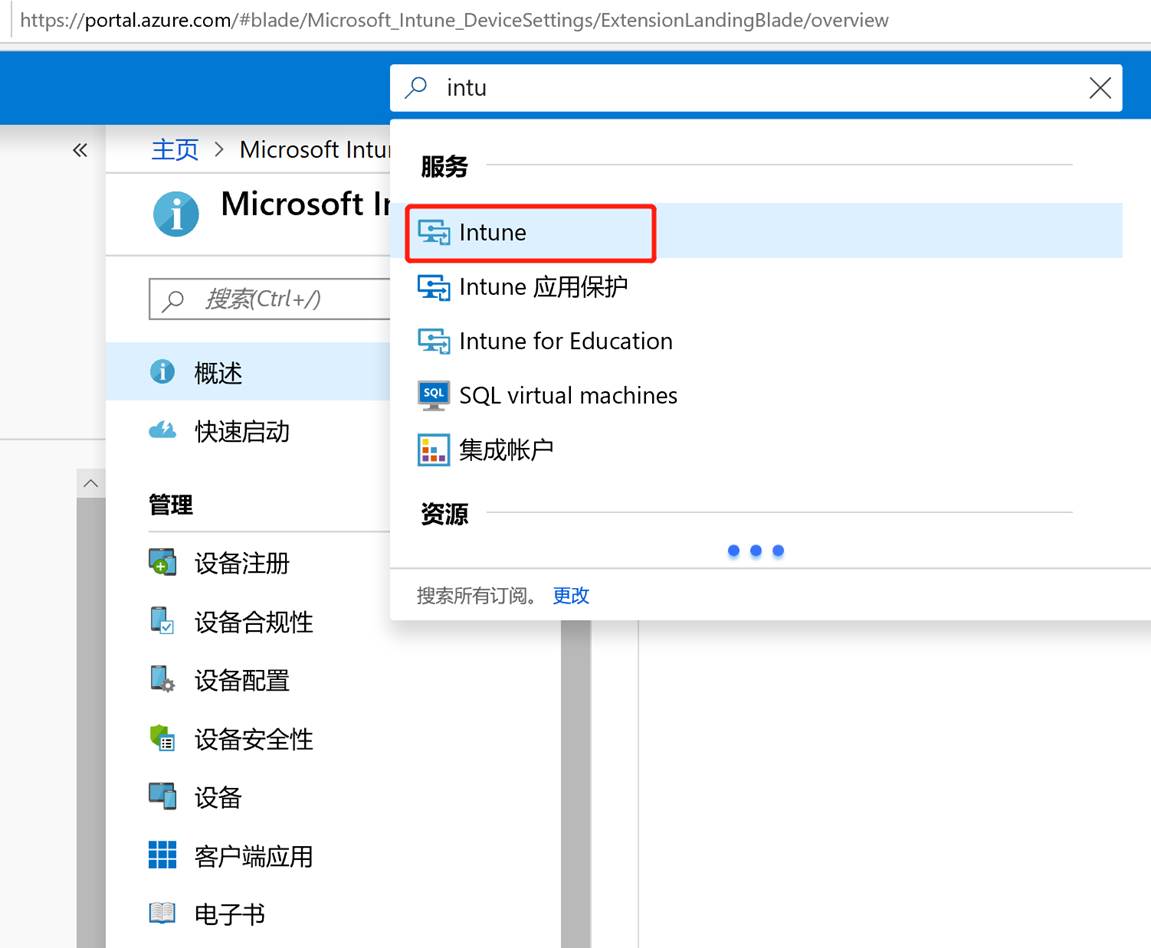 https://portal.azure.com/#blade/Microsoft_Intune_DeviceSettings/ExtensionLandingBlade/overview
intu
«
主页 > Microsoft Intu
服务
Microsoft I
Intune
搜索(Ctrl+/)
Intune 应用保护
Intune for Education
概述
SQL
SQL virtual machines
快速启动
集成帐户
管理
资源
设备注册
搜索所有订阅。 更改
设备合规性
设备配置
设备安全性
设备
客户端应用
电子书